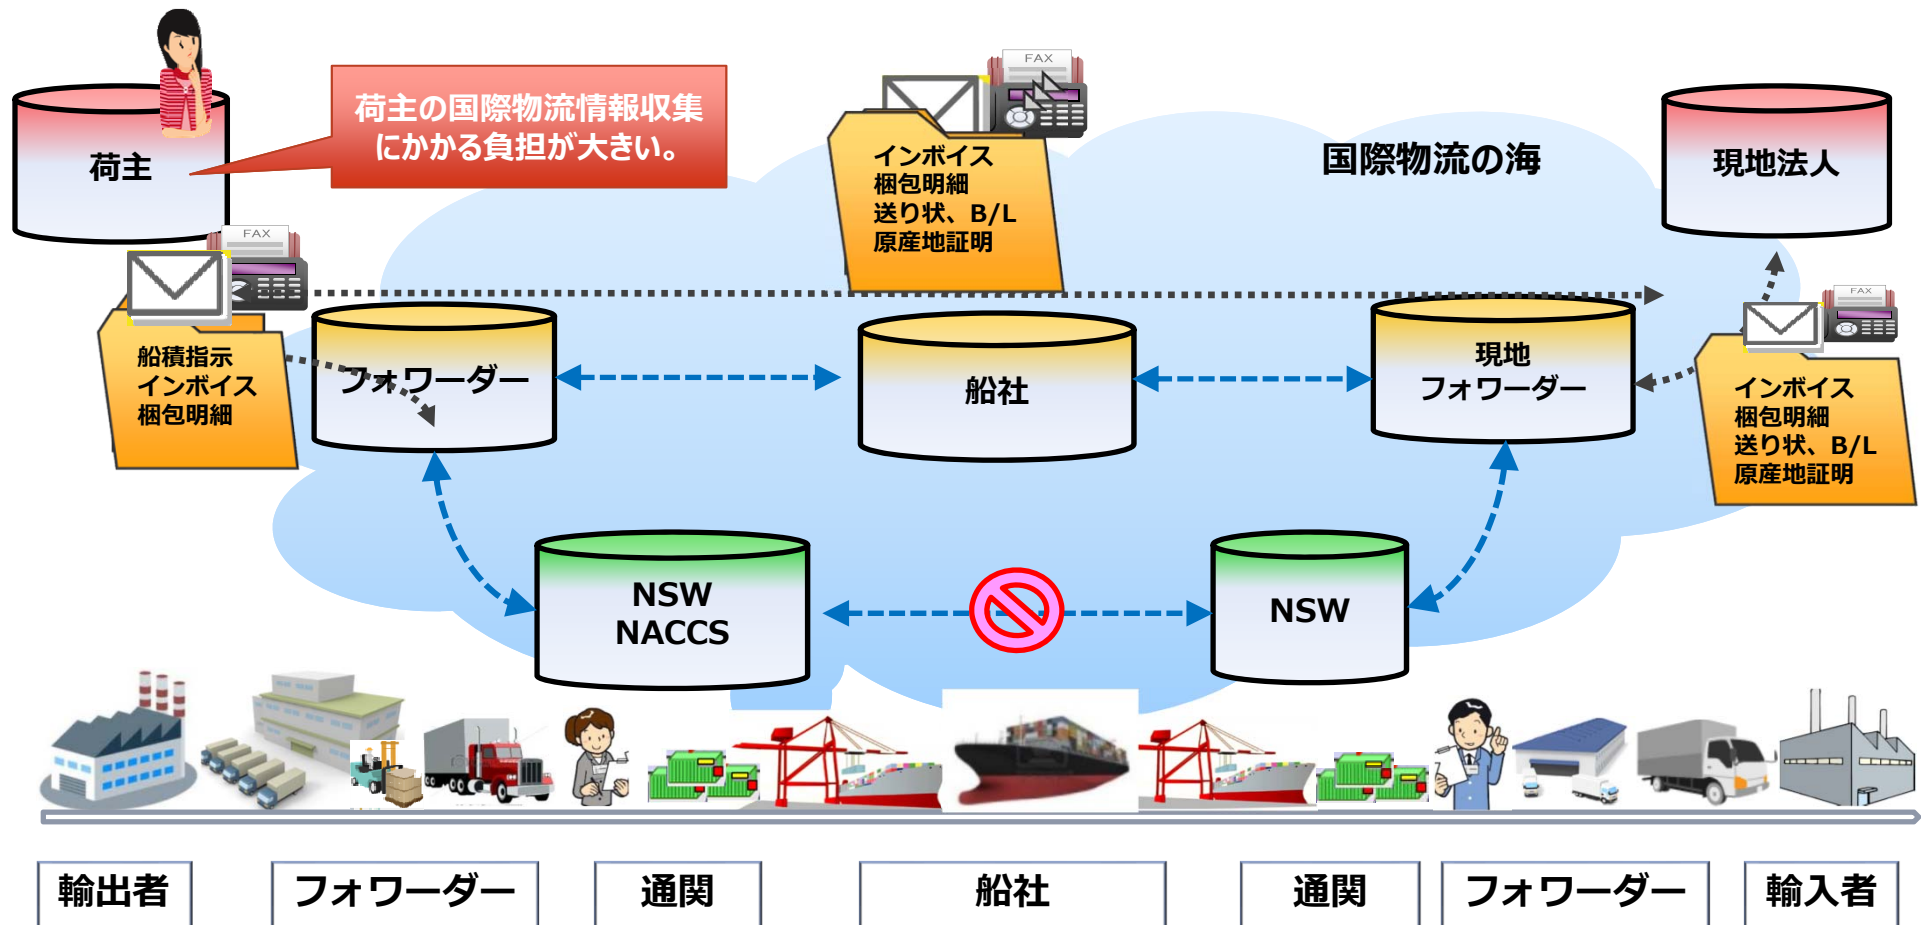 荷主の国際物流情報収集
にかかる負担が大きい。
荷主
FAX
インボイス
梱包明細
送り状、B/L
原産地証明
国際物流の海
現地法人
FAX
船積指示
インボイス
梱包明細
フォワーダー
船社
現地
フォワーダー
FAX
インボイス
梱包明細
送り状、B/L
原産地証明
NSW
NACCS
NSW
輸出者
フォワーダー
通関
船社
通関
フォワーダー
輸入者